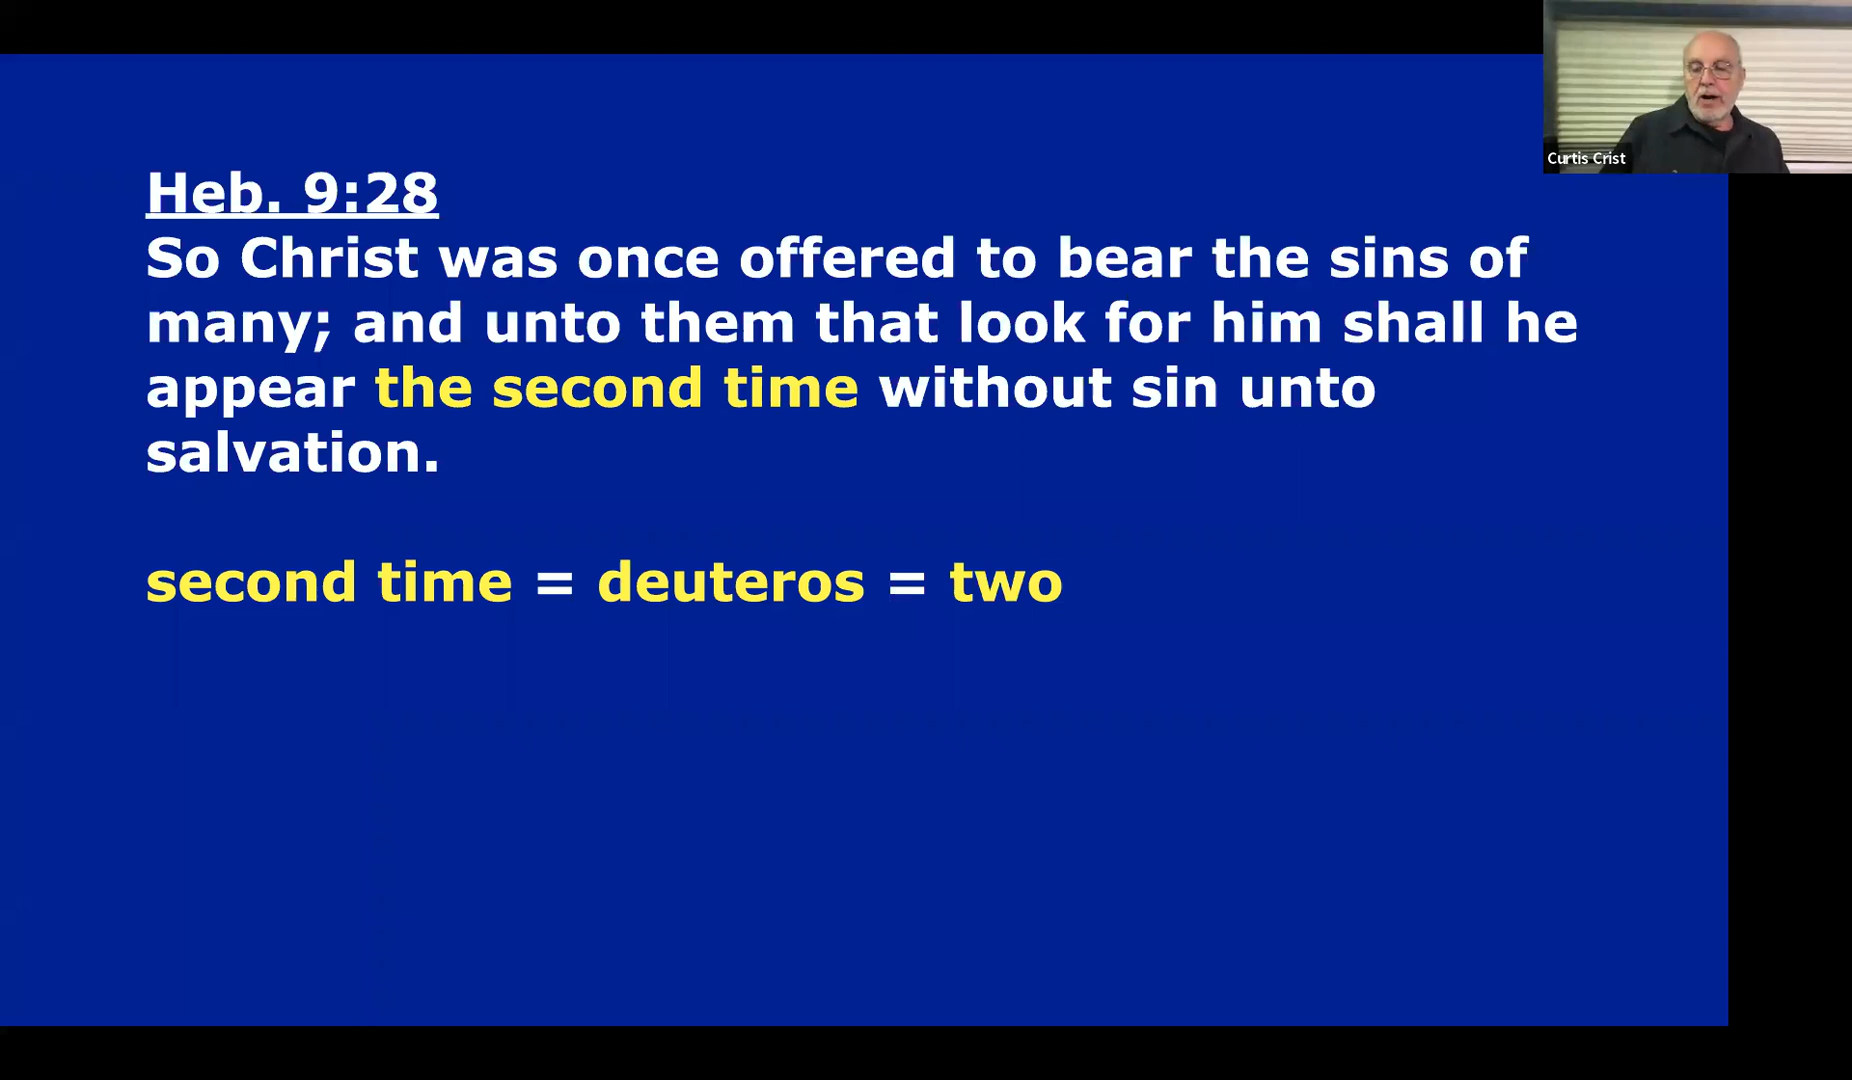 Heb. 9:28
So Christ was once offered to bear the sins of
many; and unto them that look for him shall he
appear the second time without sin unto
salvation.
second time = deuteros = two
Curtis Crist